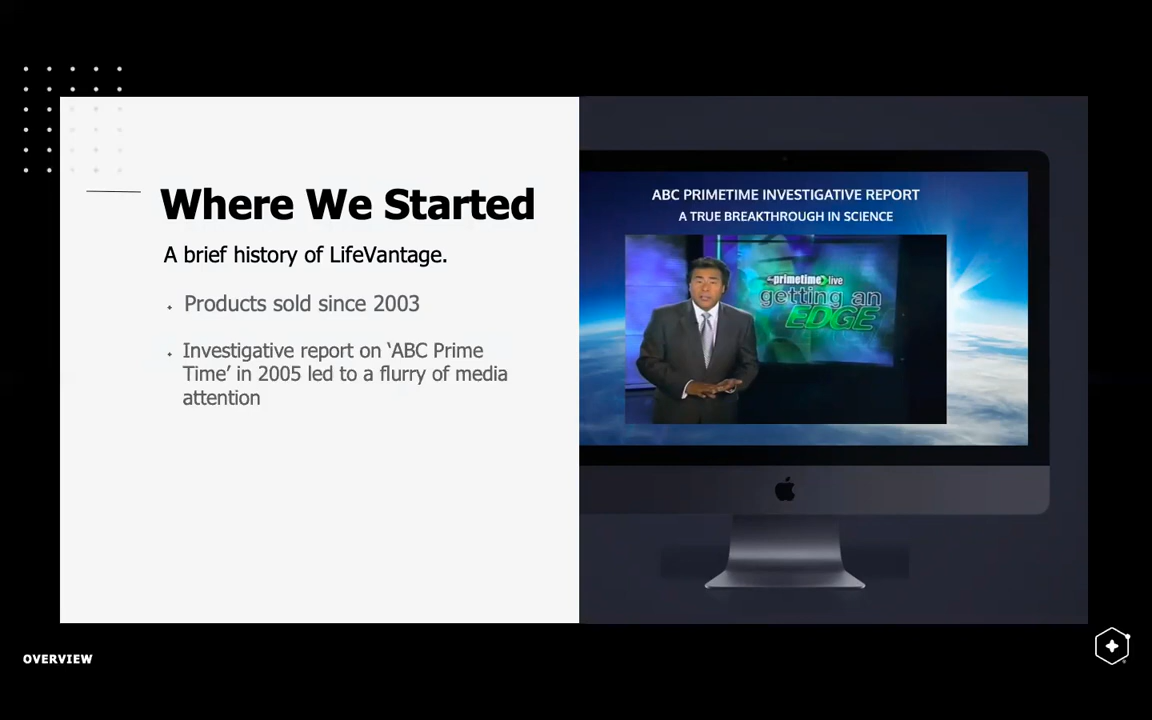 Where We Started
A brief history of LifeVantage.
Products sold since 2003
Investigative report on ‘ABC Prime
Time’ in 2005 led to a flurry of media
attention
ABC PRIMETIME INVESTIGATIVE REPORT
A TRUE BREAKTHROUGH IN SCIENCE
primetime live
getting an
EDGE
OVERVIEW